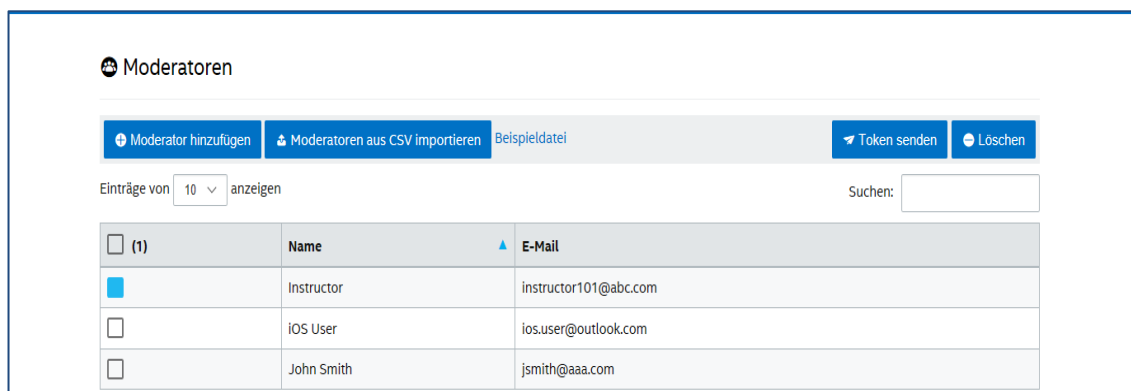 Moderatoren
Moderator hinzufügen Moderatoren aus CSV importieren Beispieldatei Token senden Löschen
Einträge von 10 anzeigen Suchen:
(1) Name E-Mail
Instructor instructor101@abc.com
iOS User ios.user@outlook.com
John Smith jsmith@aaa.com